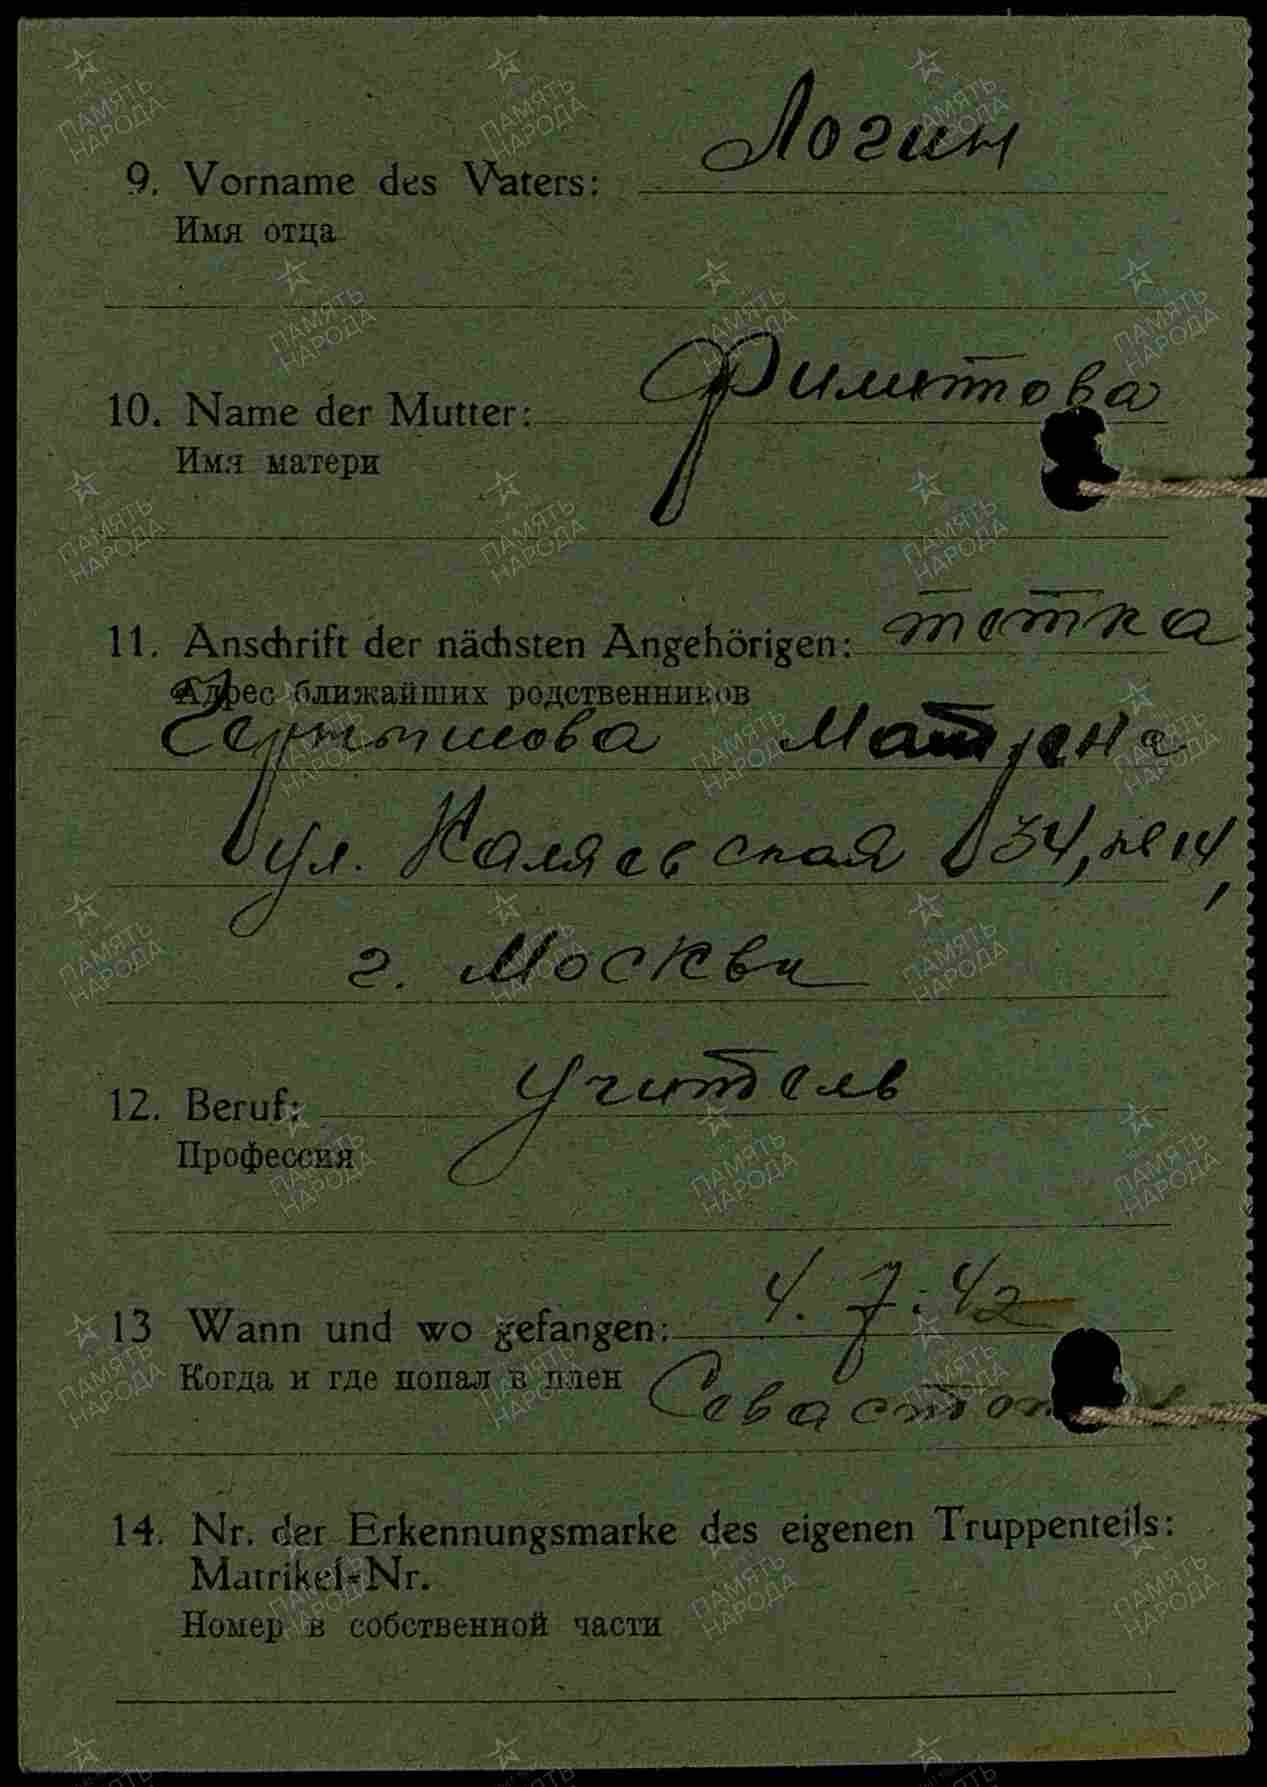 Логин
9. Vorname des Vaters:
Имя отца
10. Name der Mutter:
Имя матери
11. Anschrift der nächsten Angehörigen: тетка
Адрес ближайших родственников
Матрена
ул. Каляевская 34, кв 14,
г. Москва
12. Beruf: учитель
Профессия
4. 7. 42
13 Wann und wo gefangen:
Когда и где попал в плен
14. Nr. der Erkennungsmarke des eigenen Truppenteils:
Matrikel=Nr.
Номер в собственной части
ПАМЯТЬ НАРОДА